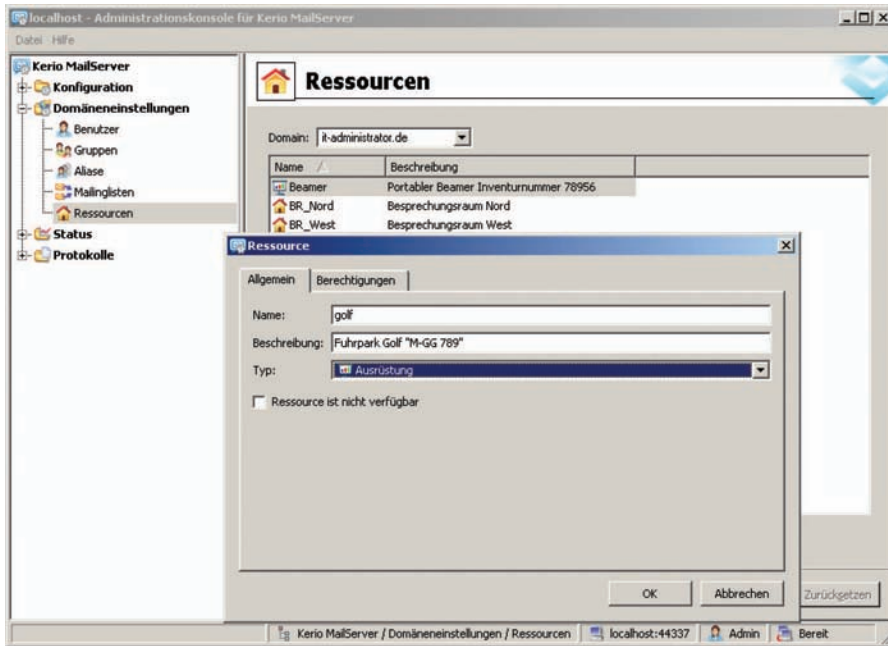 localhost - Administrationskonsole für Kerio MailServer
Datei Hilfe
Kerio MailServer
Konfiguration
Domäneneinstellungen
Benutzer
Gruppen
Aliase
Mailinglisten
Ressourcen
Status
Protokolle
Ressourcen
Domain: it-administrator.de
Name Beschreibung
Beamer Portabler Beamer Inventurnummer 78956
BR_Nord Besprechungsraum Nord
BR_West Besprechungsraum West
Ressource
Allgemein Berechtigungen
Name: golf
Beschreibung: Fuhrpark Golf "M-GG 789"
Typ: Ausrüstung
Ressource ist nicht verfügbar
OK Abbrechen Zurückgetzen
Kerio MailServer / Domäneneinstellungen / Ressourcen localhost:44337 Admin Bereit